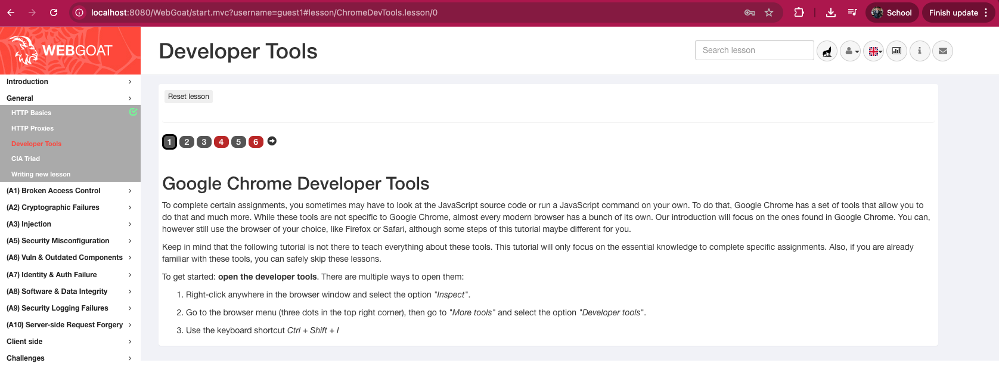 localhost:8080/WebGoat/start.mvc?username=guest1#lesson/ChromeDevTools.lesson/0
School
Finish update
WEBGOAT
Developer Tools
Search lesson
Introduction
General
HTTP Basics
HTTP Proxies
Developer Tools
CIA Triad
Writing new lesson
(A1) Broken Access Control
(A2) Cryptographic Failures
(A3) Injection
(A5) Security Misconfiguration
(A6) Vuln & Outdated Components
(A7) Identity & Auth Failure
(A8) Software & Data Integrity
(A9) Security Logging Failures
(A10) Server-side Request Forgery
Client side
Challenges
Reset lesson
1 2 3 4 5 6
Google Chrome Developer Tools
To complete certain assignments, you sometimes may have to look at the JavaScript source code or run a JavaScript command on your own. To do that, Google Chrome has a set of tools that allow you to
do that and much more. While these tools are not specific to Google Chrome, almost every modern browser has a bunch of its own. Our introduction will focus on the ones found in Google Chrome. You can,
however still use the browser of your choice, like Firefox or Safari, although some steps of this tutorial maybe different for you.
Keep in mind that the following tutorial is not there to teach everything about these tools. This tutorial will only focus on the essential knowledge to complete specific assignments. Also, if you are already
familiar with these tools, you can safely skip these lessons.
To get started: open the developer tools. There are multiple ways to open them:
1. Right-click anywhere in the browser window and select the option "Inspect".
2. Go to the browser menu (three dots in the top right corner), then go to "More tools" and select the option "Developer tools".
3. Use the keyboard shortcut Ctrl + Shift + I